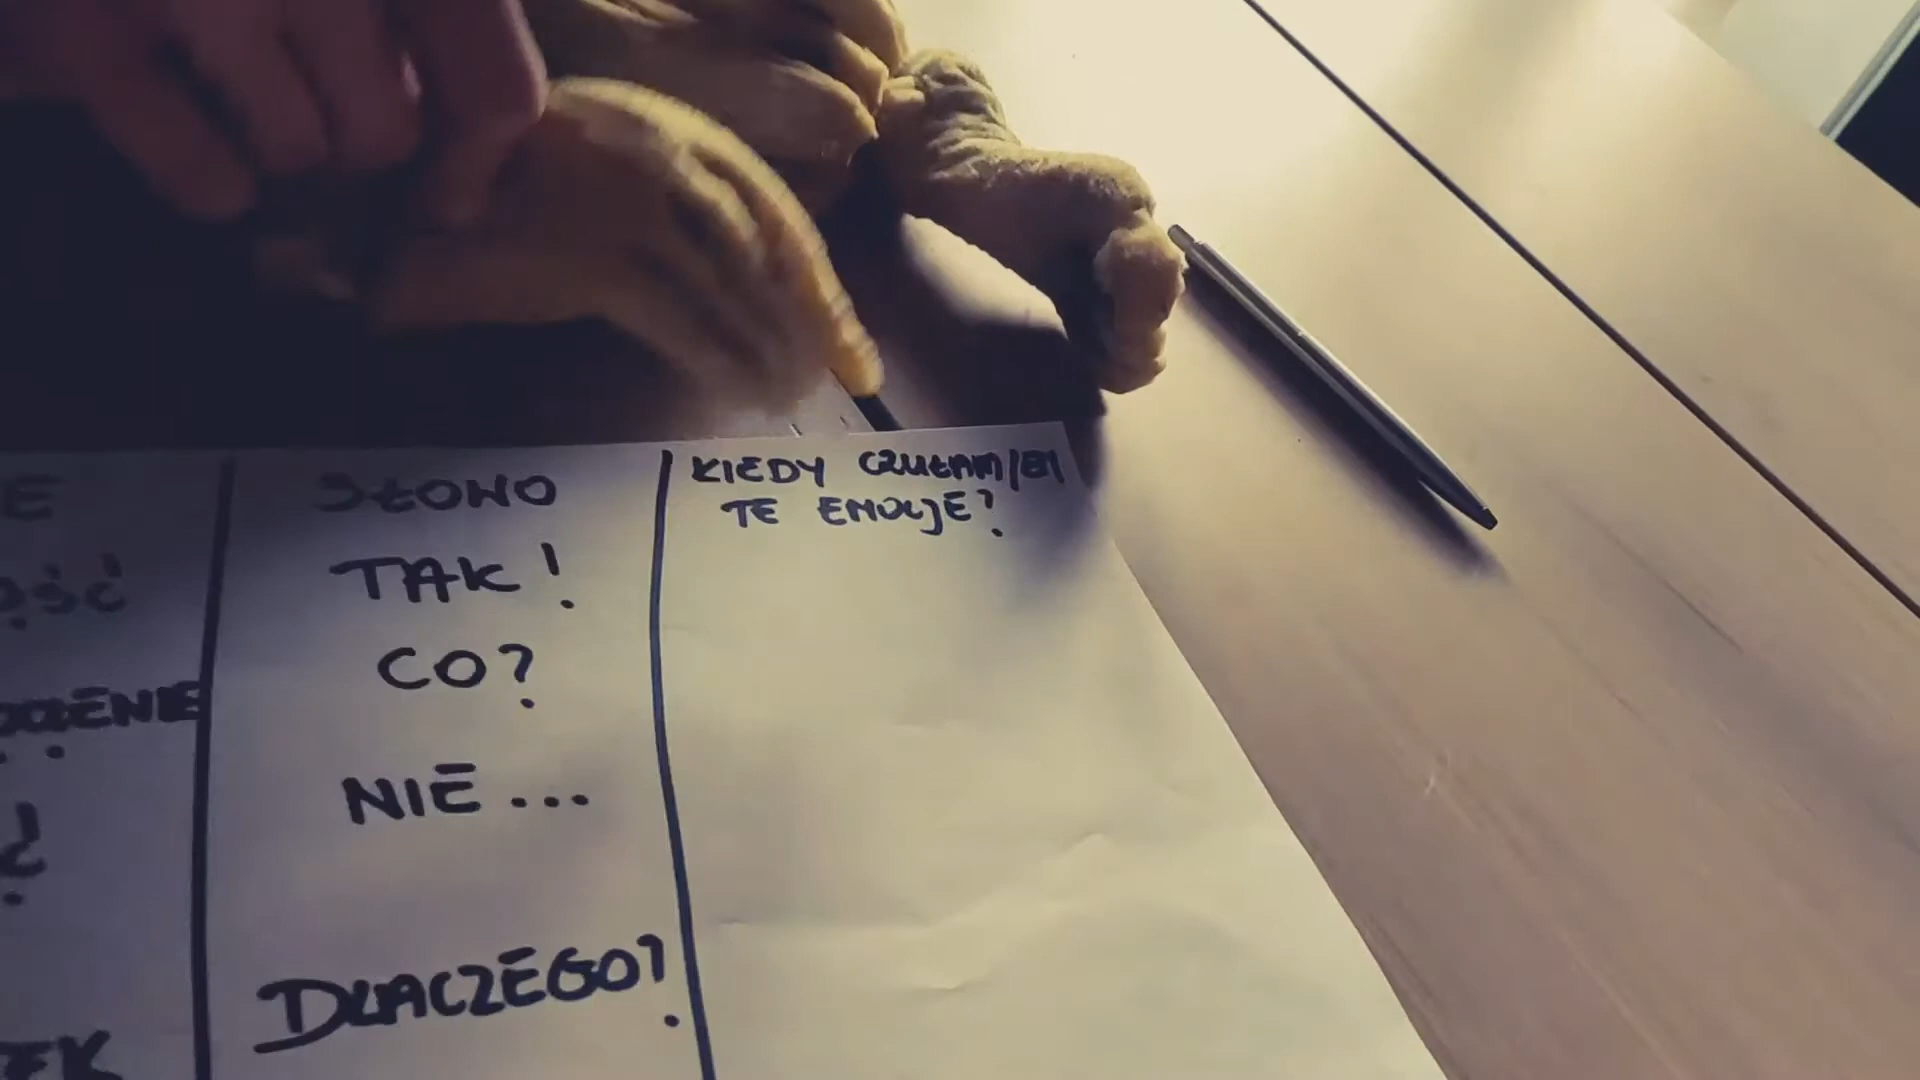 SŁOWO
TAK!
CO?
NIE...
DLACZEGO?
KIEDY CZUŁAM/EM
TE EMOCJE?